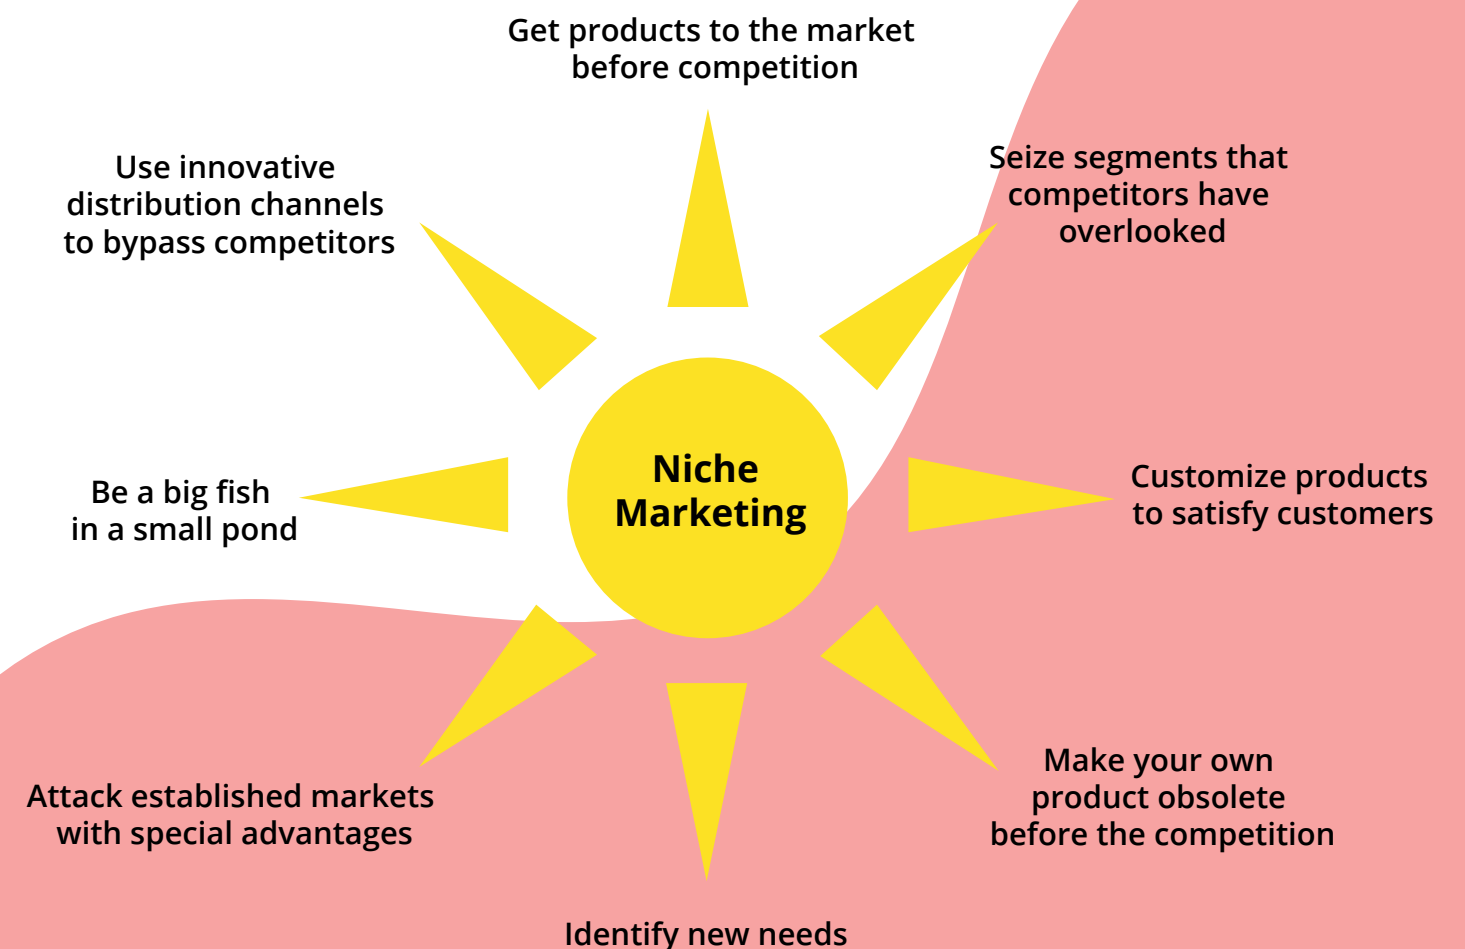 Get products to the market
before competition
Use innovative
distribution channels
to bypass competitors
Seize segments that
competitors have
overlooked
Niche
Marketing
Be a big fish
in a small pond
Customize products
to satisfy customers
Attack established markets
with special advantages
Make your own
product obsolete
before the competition
Identify new needs